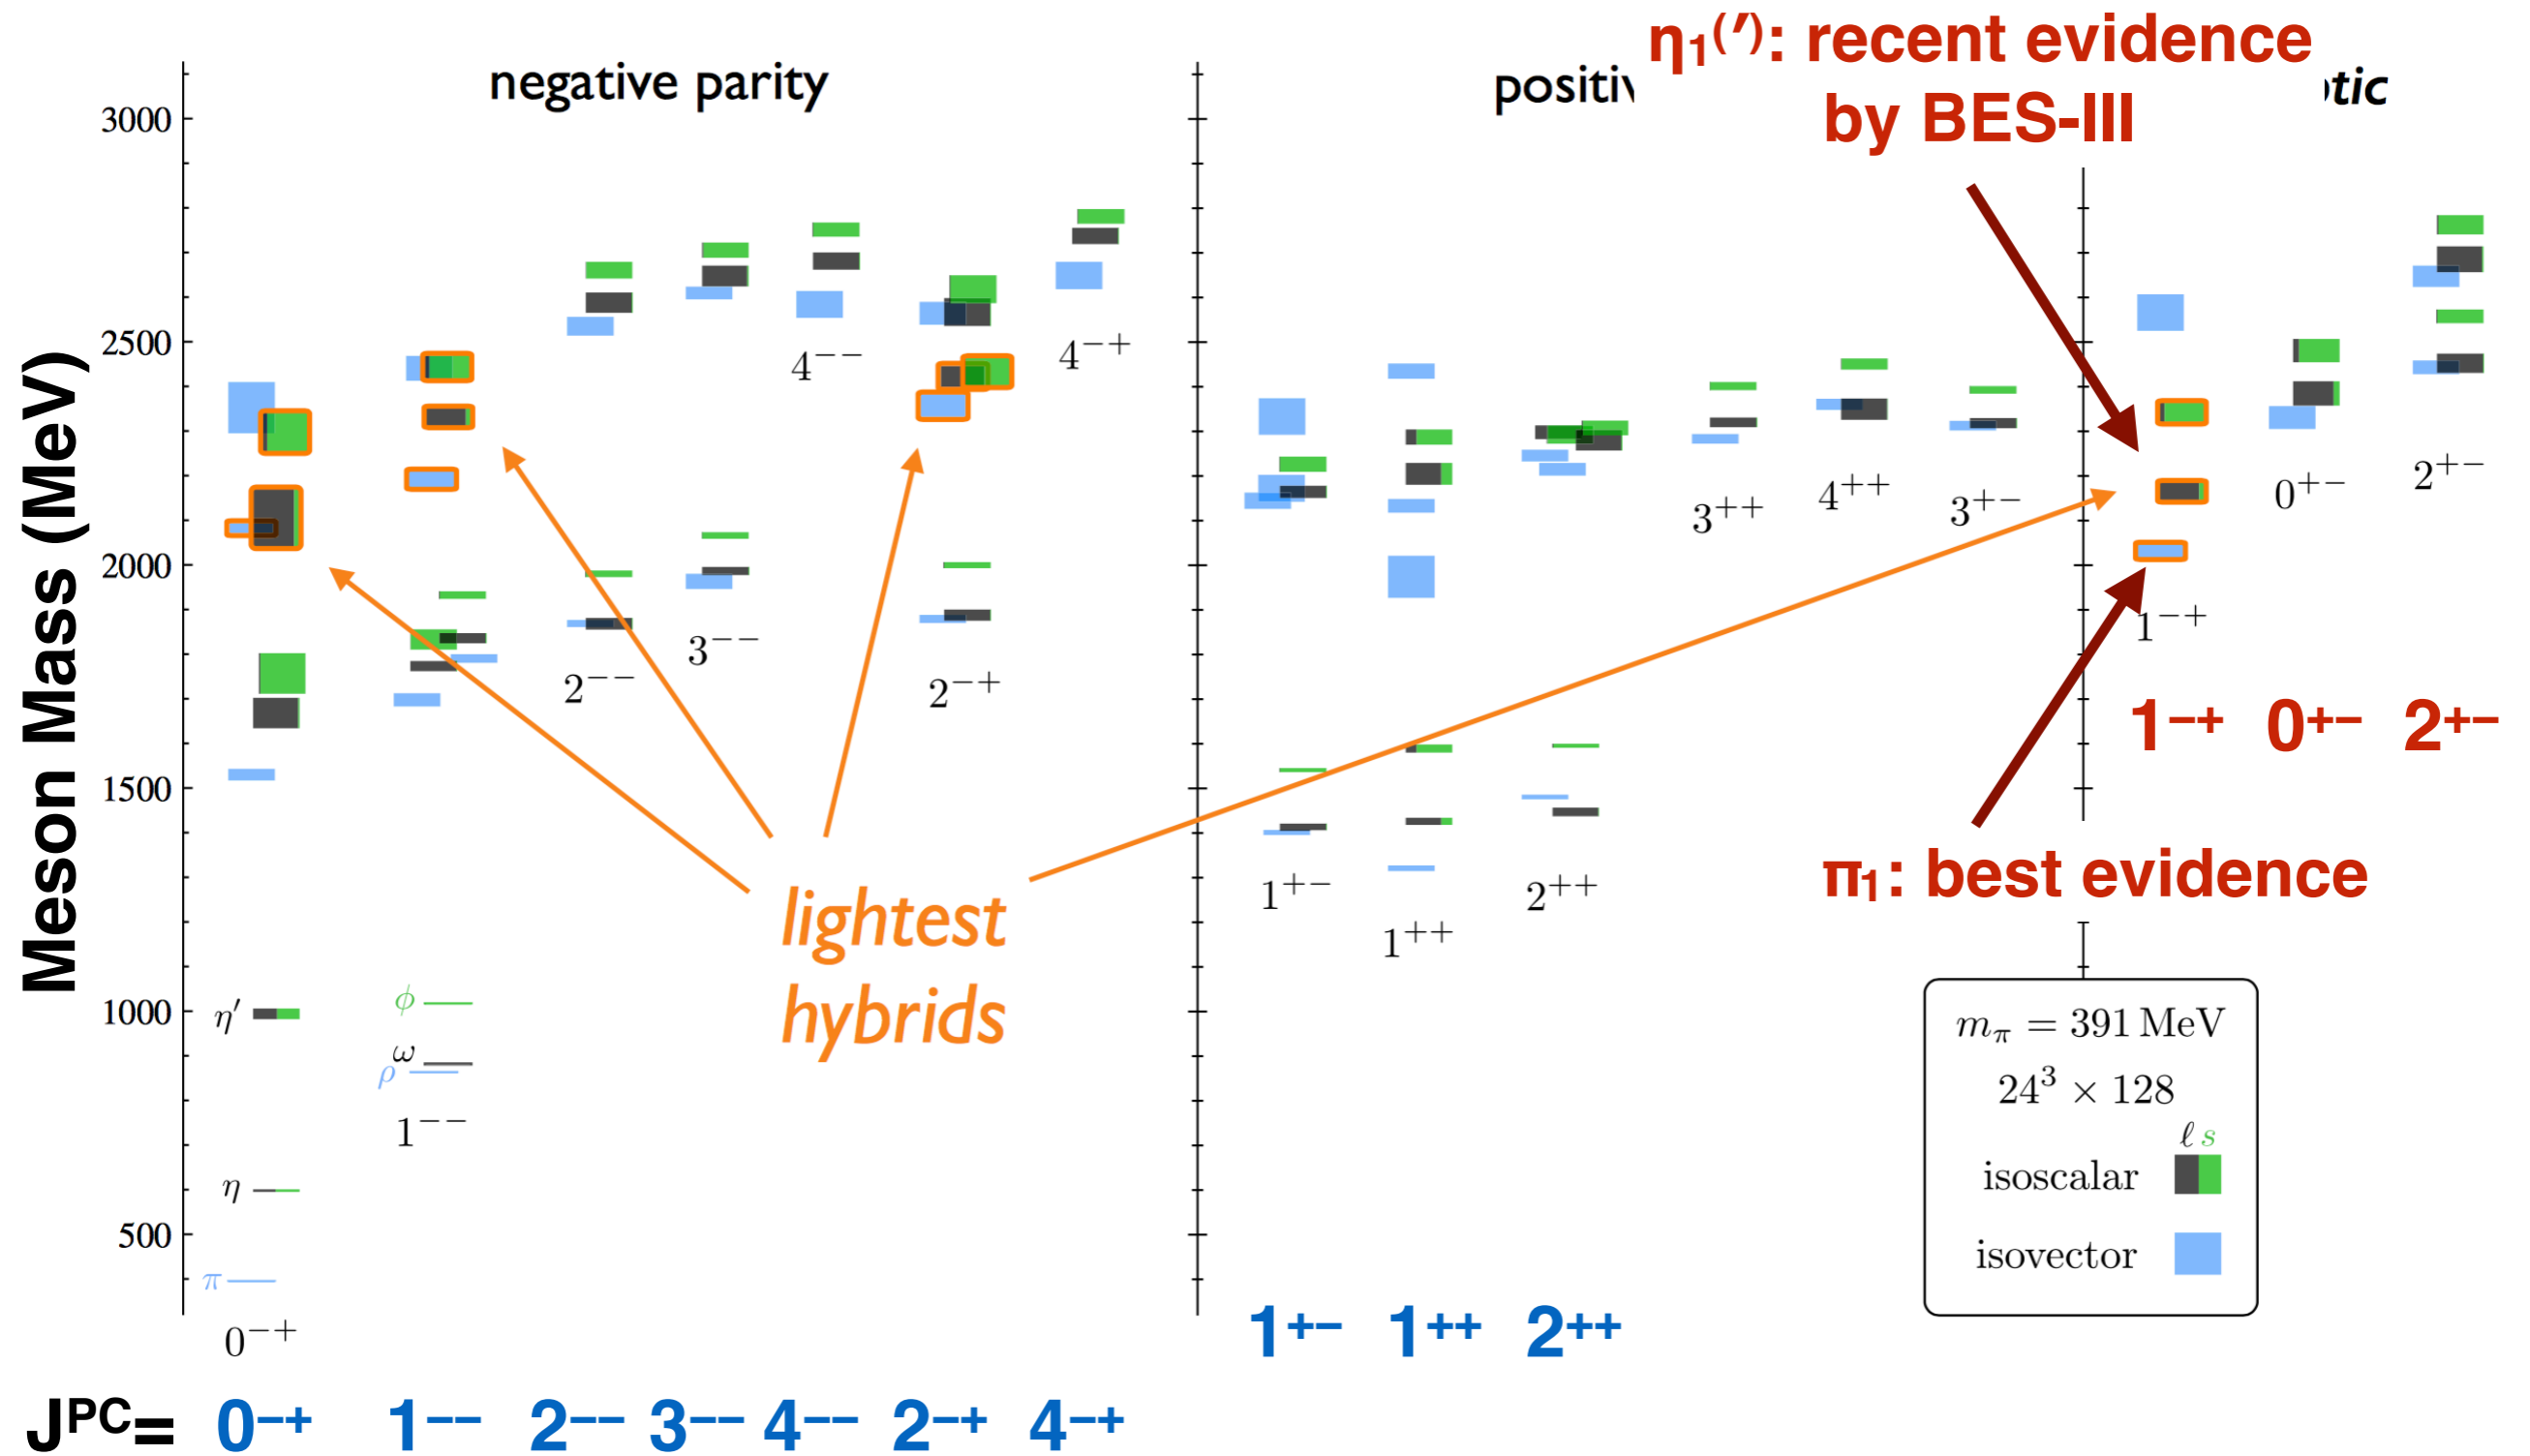 η₁⁽′⁾: recent evidence
by BES-III
negative parity
positiv
tic
Meson Mass (MeV)
3000
2500
2000
1500
1000
500
4⁻⁻
4⁻⁺
2⁻⁻
3⁻⁻
2⁻⁺
3⁺⁺
4⁺⁺
3⁺⁻
0⁺⁻
2⁺⁻
1⁻⁺
1⁻⁺ 0⁺⁻ 2⁺⁻
lightest
hybrids
π₁: best evidence
1⁺⁻
1⁺⁺
2⁺⁺
η′
ϕ
ω
ρ
1⁻⁻
η
π
0⁻⁺
m_π = 391 MeV
24³ × 128
ℓ s
isoscalar
isovector
1⁺⁻ 1⁺⁺ 2⁺⁺
Jᴾᶜ= 0⁻⁺ 1⁻⁻ 2⁻⁻ 3⁻⁻ 4⁻⁻ 2⁻⁺ 4⁻⁺